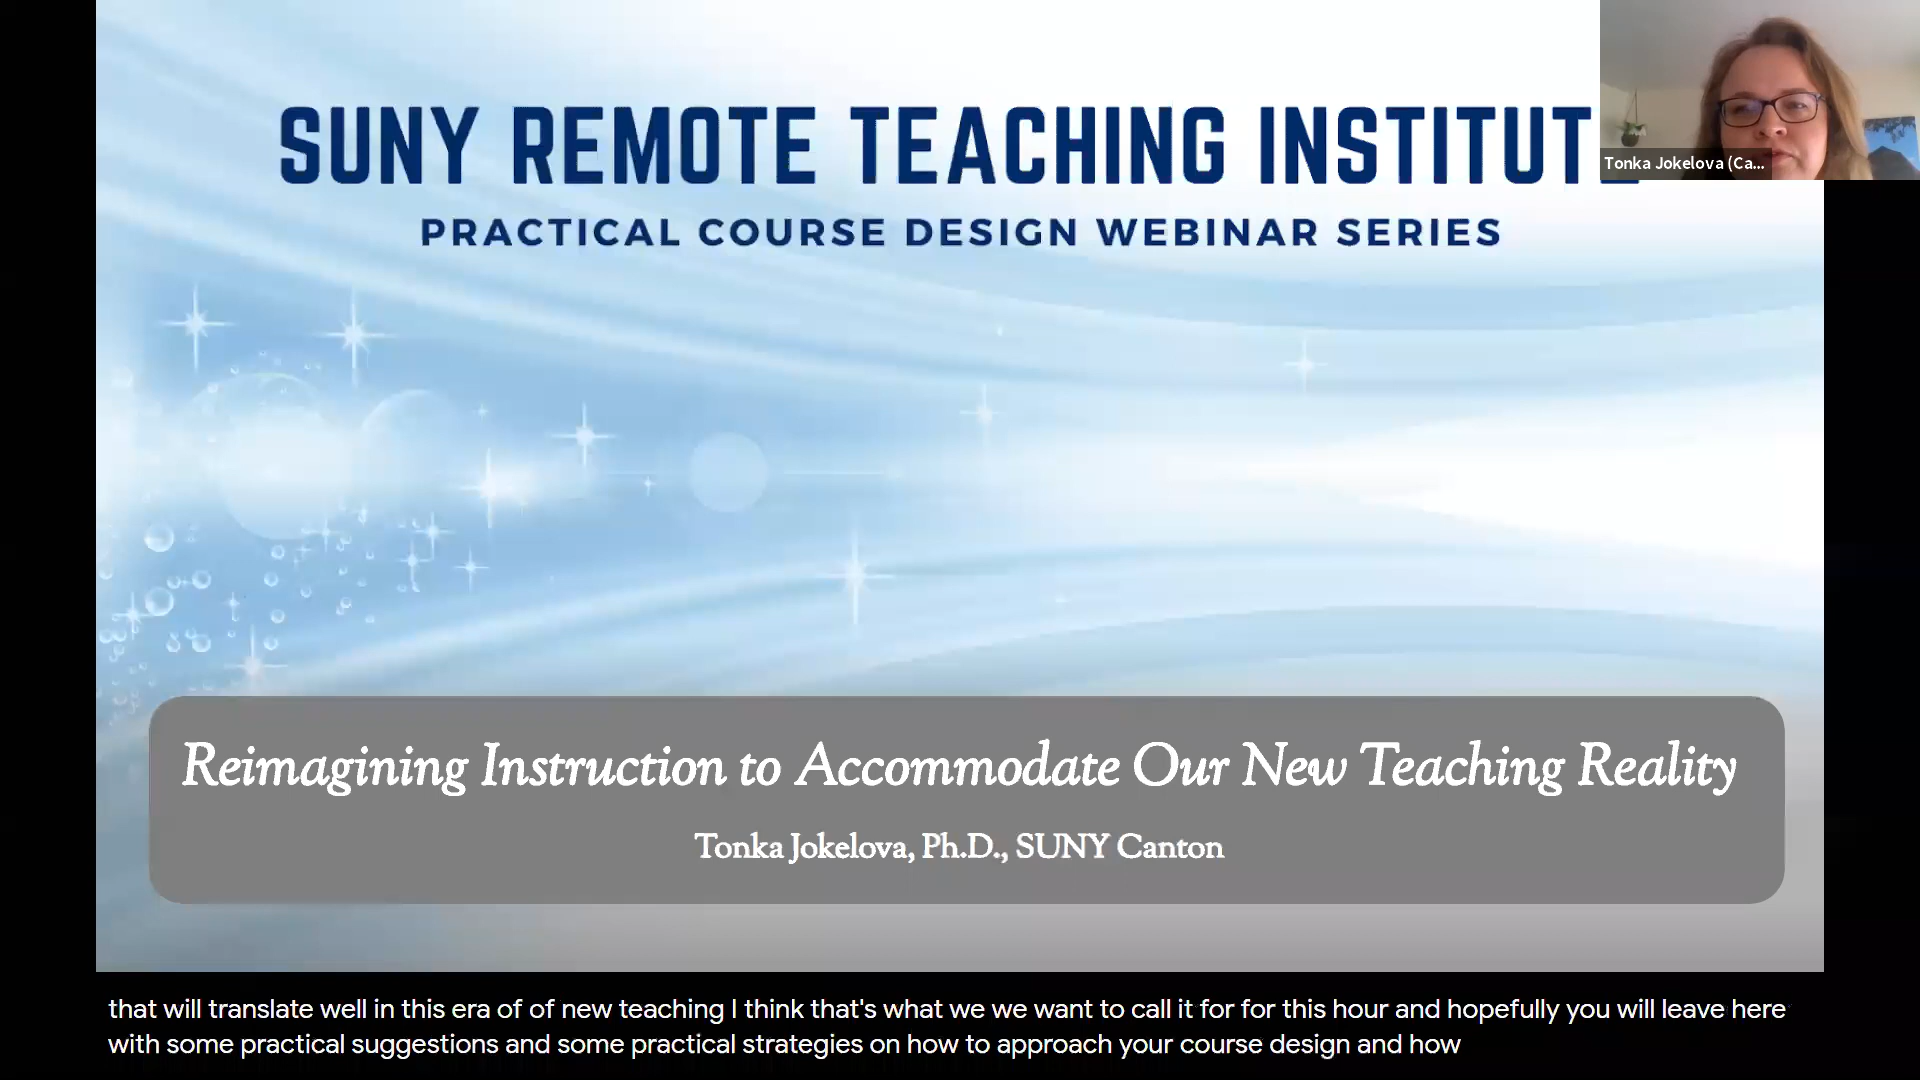 SUNY REMOTE TEACHING INSTITUT
PRACTICAL COURSE DESIGN WEBINAR SERIES
Tonka Jokelova (Ca...
Reimagining Instruction to Accommodate Our New Teaching Reality
Tonka Jokelova, Ph.D., SUNY Canton
that will translate well in this era of of new teaching I think that's what we we want to call it for for this hour and hopefully you will leave here
with some practical suggestions and some practical strategies on how to approach your course design and how